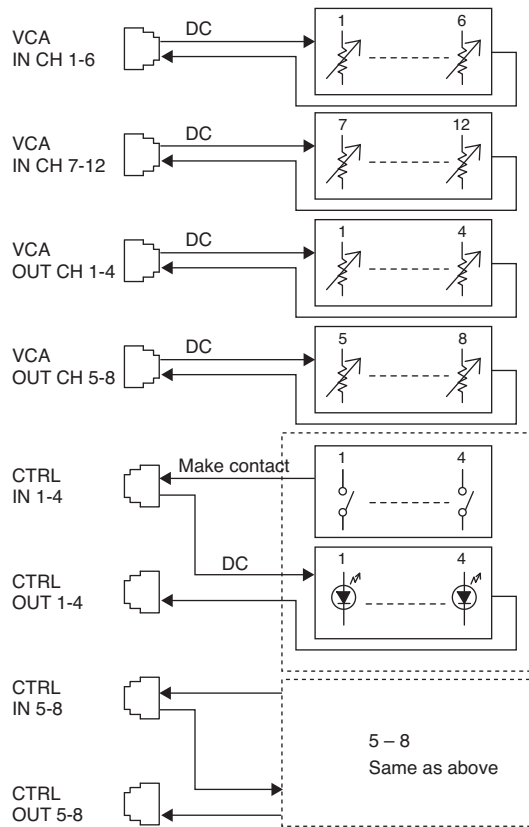 VCA
IN CH 1-6
DC
1
6
VCA
IN CH 7-12
DC
7
12
VCA
OUT CH 1-4
DC
1
4
VCA
OUT CH 5-8
DC
5
8
CTRL
IN 1-4
Make contact
1
4
CTRL
OUT 1-4
DC
1
4
CTRL
IN 5-8
5 – 8
Same as above
CTRL
OUT 5-8